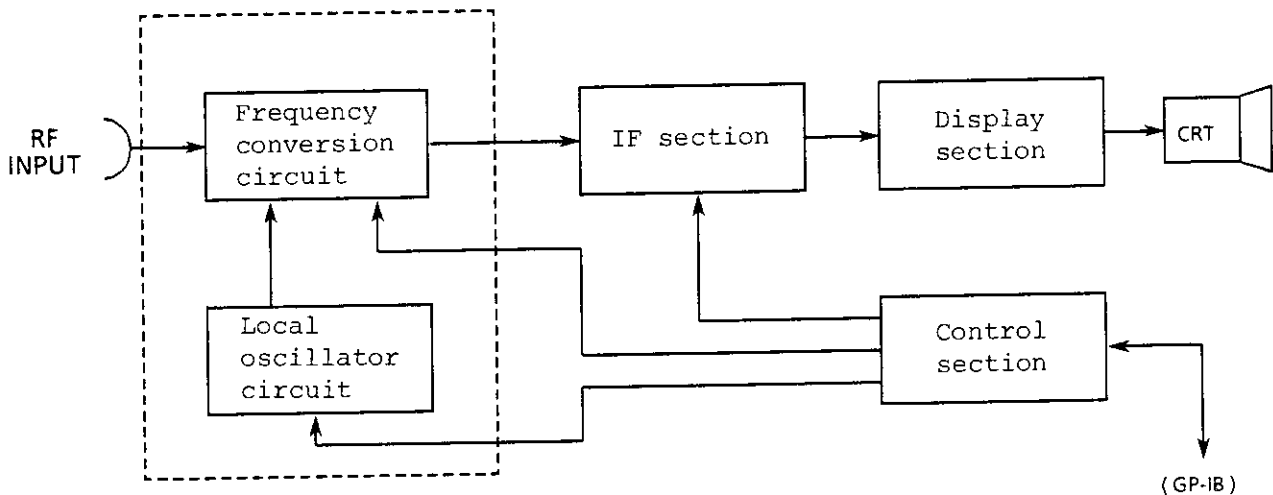 RF
INPUT
Frequency
conversion
circuit
IF section
Display
section
CRT
Local
oscillator
circuit
Control
section
(GP-IB)